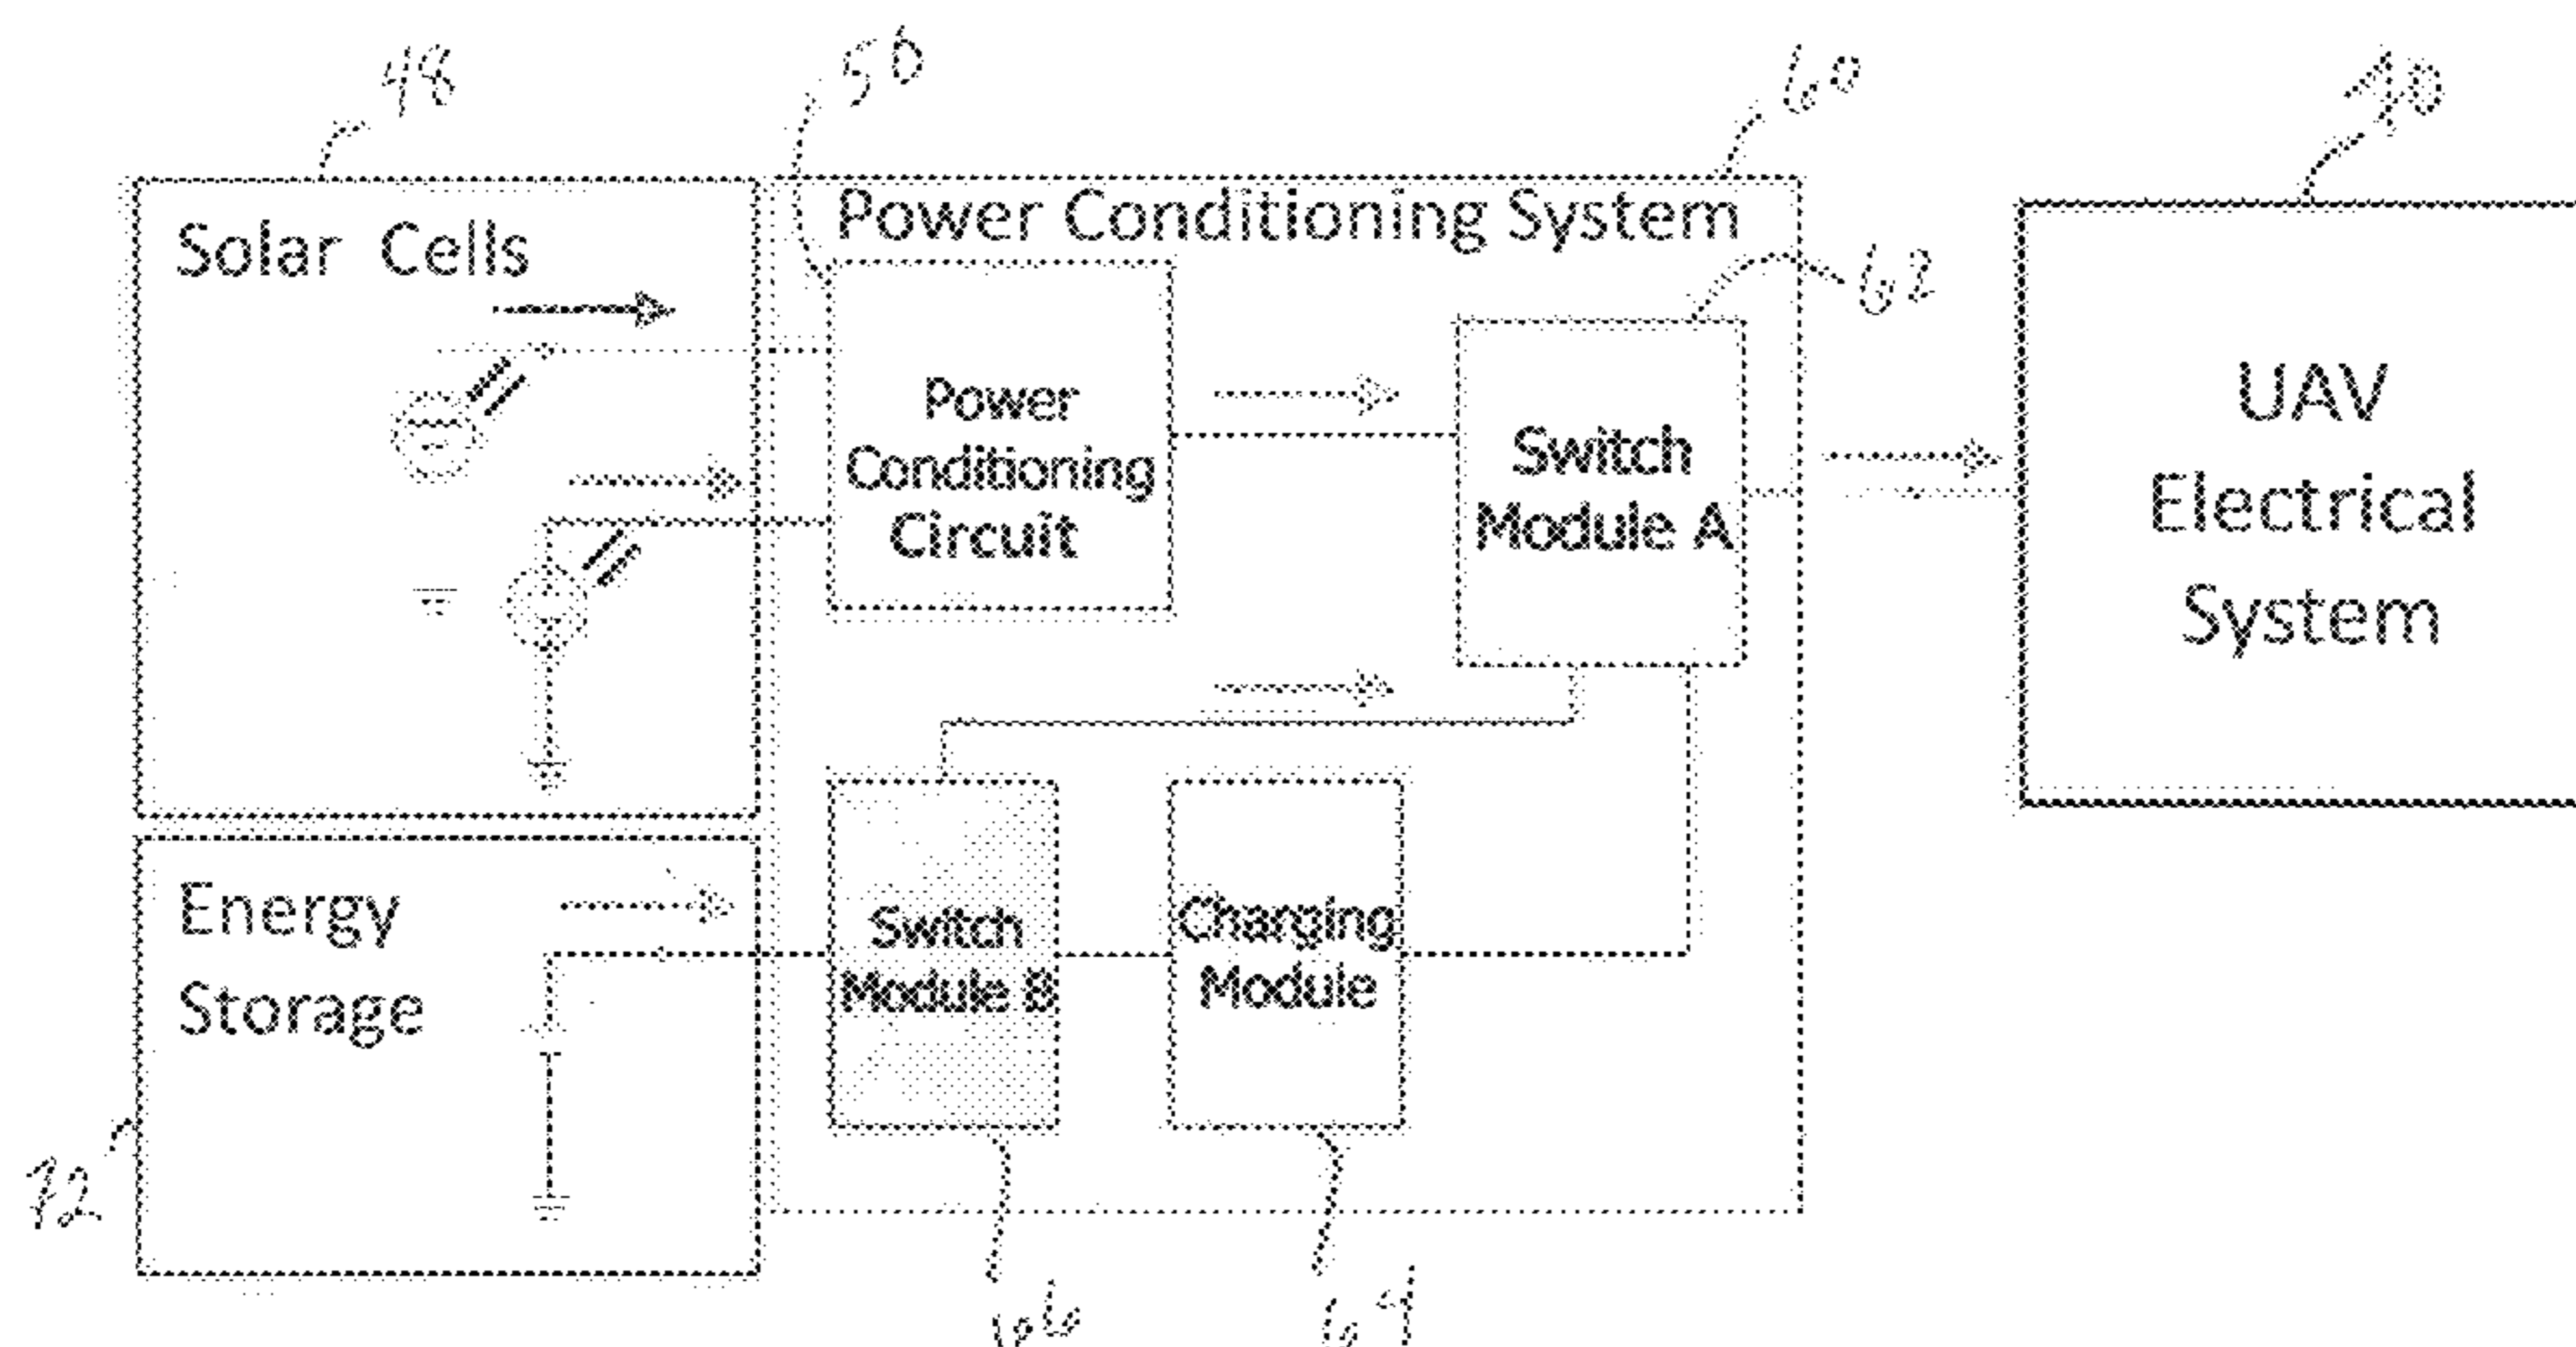 48
56
60
Solar Cells
Power Conditioning System
62
Power
Conditioning
Circuit
Switch
Module A
UAV
Electrical
System
Energy
Storage
Switch
Module B
Charging
Module
72
66
64